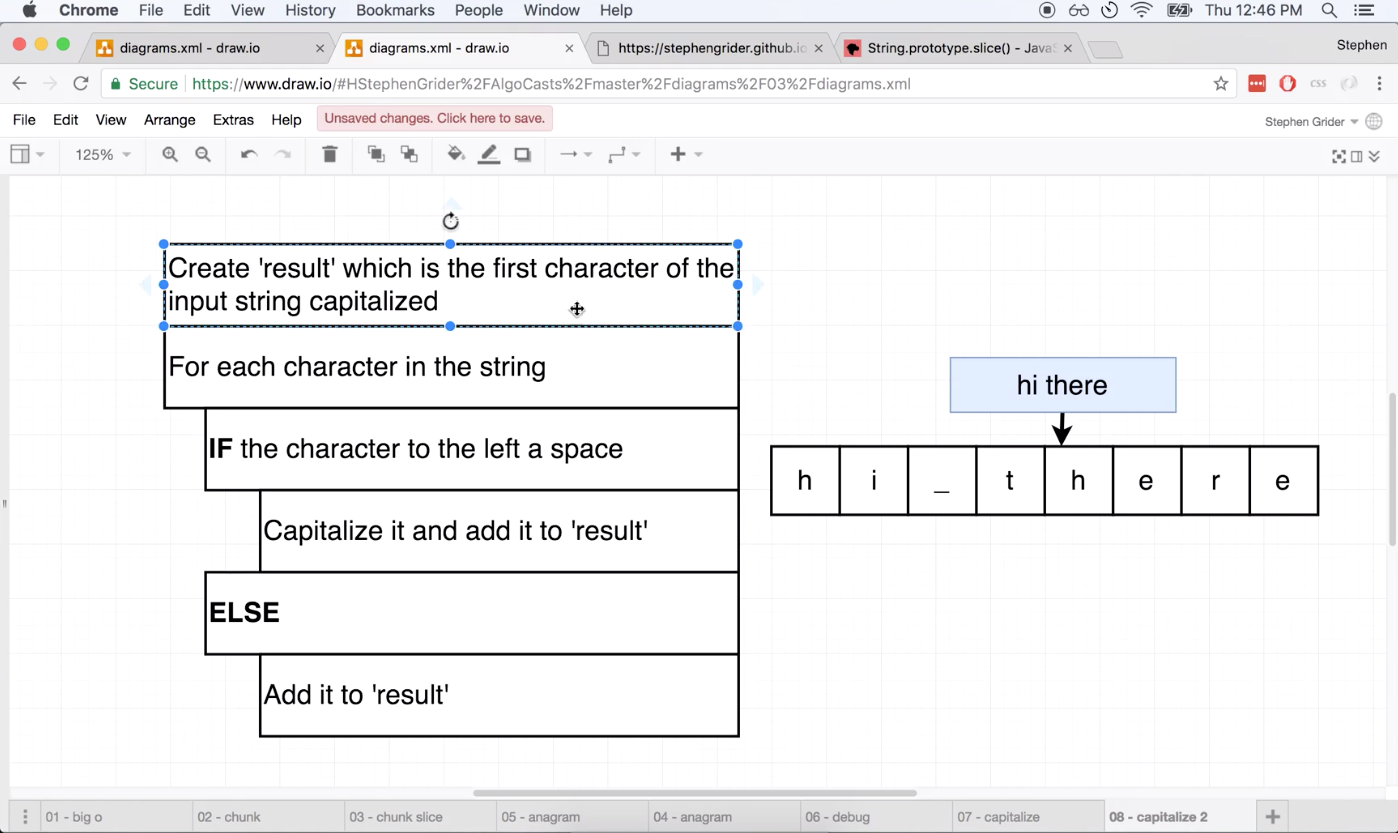 Chrome File Edit View History Bookmarks People Window Help Thu 12:46 PM
diagrams.xml - draw.io
diagrams.xml - draw.io
https://stephengrider.github.io
String.prototype.slice() - JavaS
Stephen
Secure https://www.draw.io/#HStephenGrider%2FAlgoCasts%2Fmaster%2Fdiagrams%2F03%2Fdiagrams.xml
css
File Edit View Arrange Extras Help Unsaved changes. Click here to save. Stephen Grider
125%
Create 'result' which is the first character of the
input string capitalized
For each character in the string
IF the character to the left a space
Capitalize it and add it to 'result'
ELSE
Add it to 'result'
hi there
h i _ t h e r e
01 - big o 02 - chunk 03 - chunk slice 05 - anagram 04 - anagram 06 - debug 07 - capitalize 08 - capitalize 2